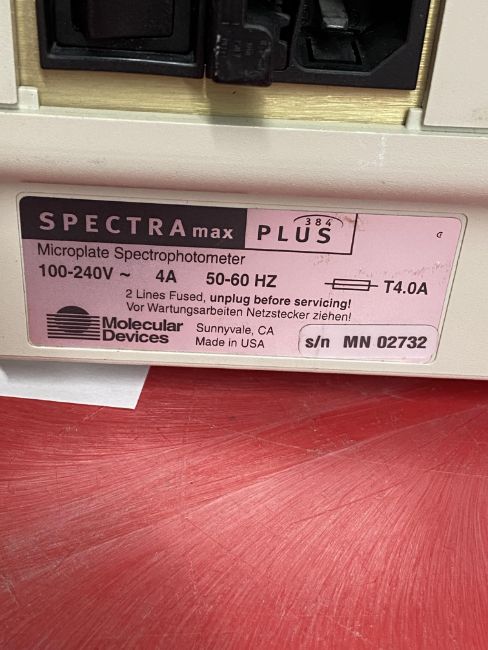 SPECTRAmax PLUS 384
Microplate Spectrophotometer
100-240V ~ 4A 50-60 HZ T4.0A
2 Lines Fused, unplug before servicing!
Vor Wartungsarbeiten Netzstecker ziehen!
Molecular Devices
Sunnyvale, CA
Made in USA
s/n MN 02732